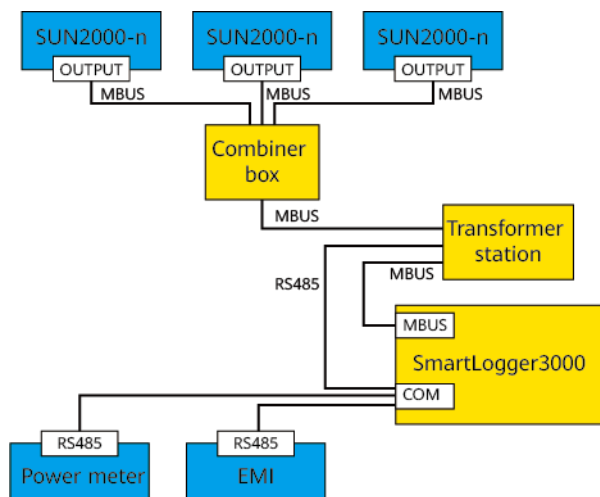 SUN2000-n
SUN2000-n
SUN2000-n
OUTPUT
OUTPUT
OUTPUT
MBUS
MBUS
MBUS
Combiner
box
MBUS
Transformer
station
MBUS
RS485
MBUS
SmartLogger3000
COM
RS485
RS485
Power meter
EMI